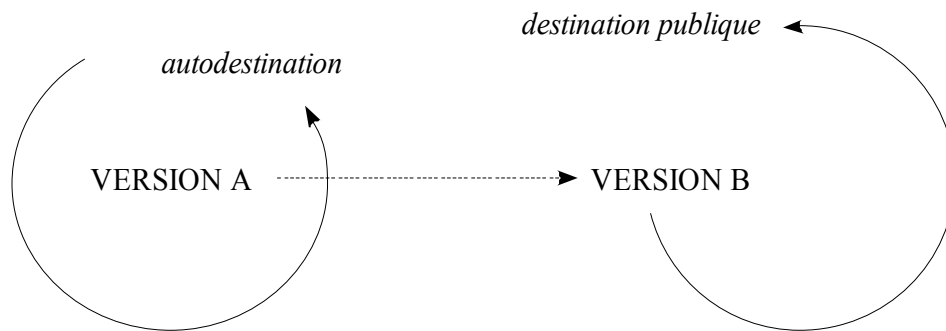 destination publique
autodestination
VERSION A
VERSION B